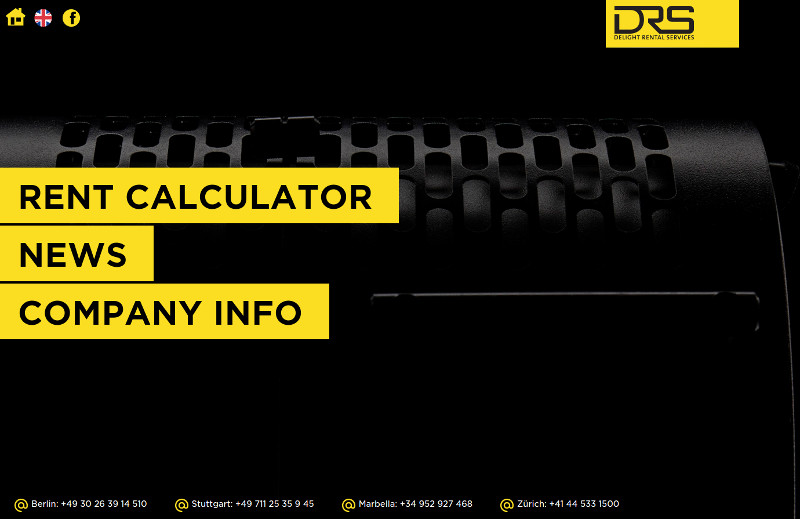 DRS
DELIGHT RENTAL SERVICES
RENT CALCULATOR
NEWS
COMPANY INFO
@ Berlin: +49 30 26 39 14 510 @ Stuttgart: +49 711 25 35 9 45 @ Marbella: +34 952 927 468 @ Zürich: +41 44 533 1500